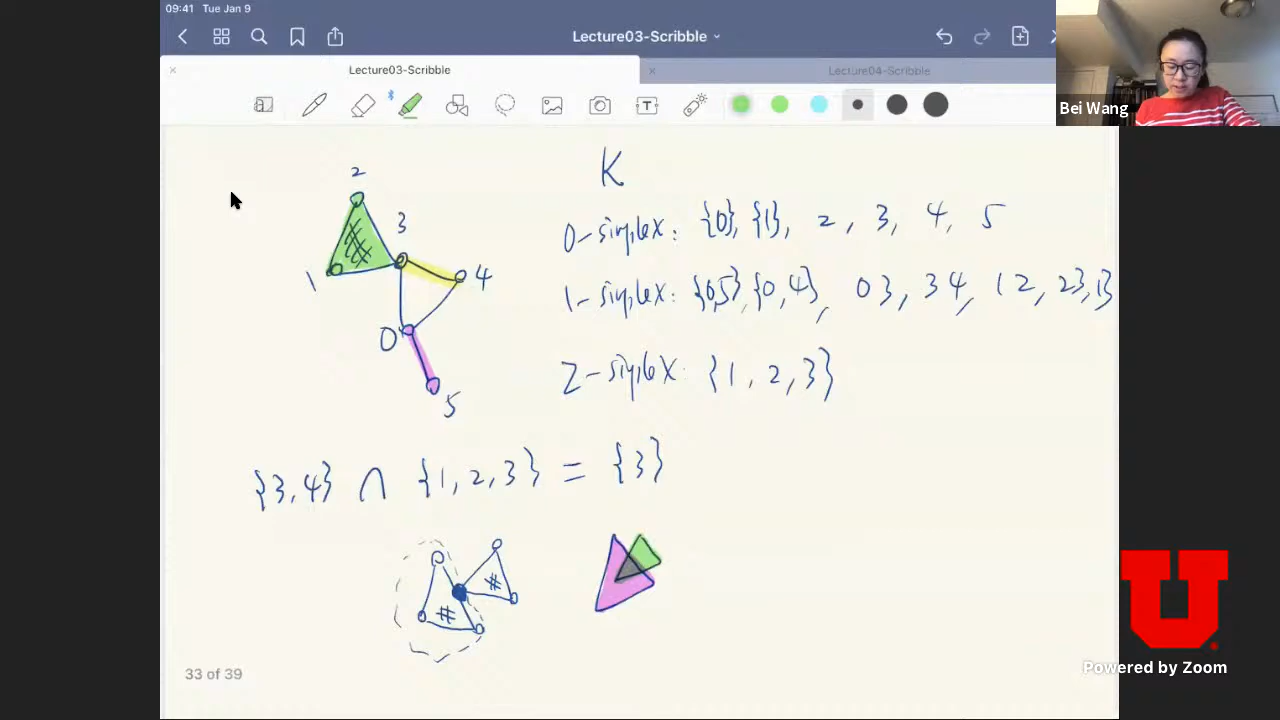 09:41 Tue Jan 9
Lecture03-Scribble
Lecture03-Scribble
Lecture04-Scribble
T
Bei Wang
K
2
3
1
4
0
5
0-simplex: {0}, {1}, 2, 3, 4, 5
1-simplex: {0,5}, {0,4}, 03, 34, 12, 23, 13
2-simplex: {1, 2, 3}
{3,4} ∩ {1, 2, 3} = {3}
33 of 39
U
Powered by Zoom